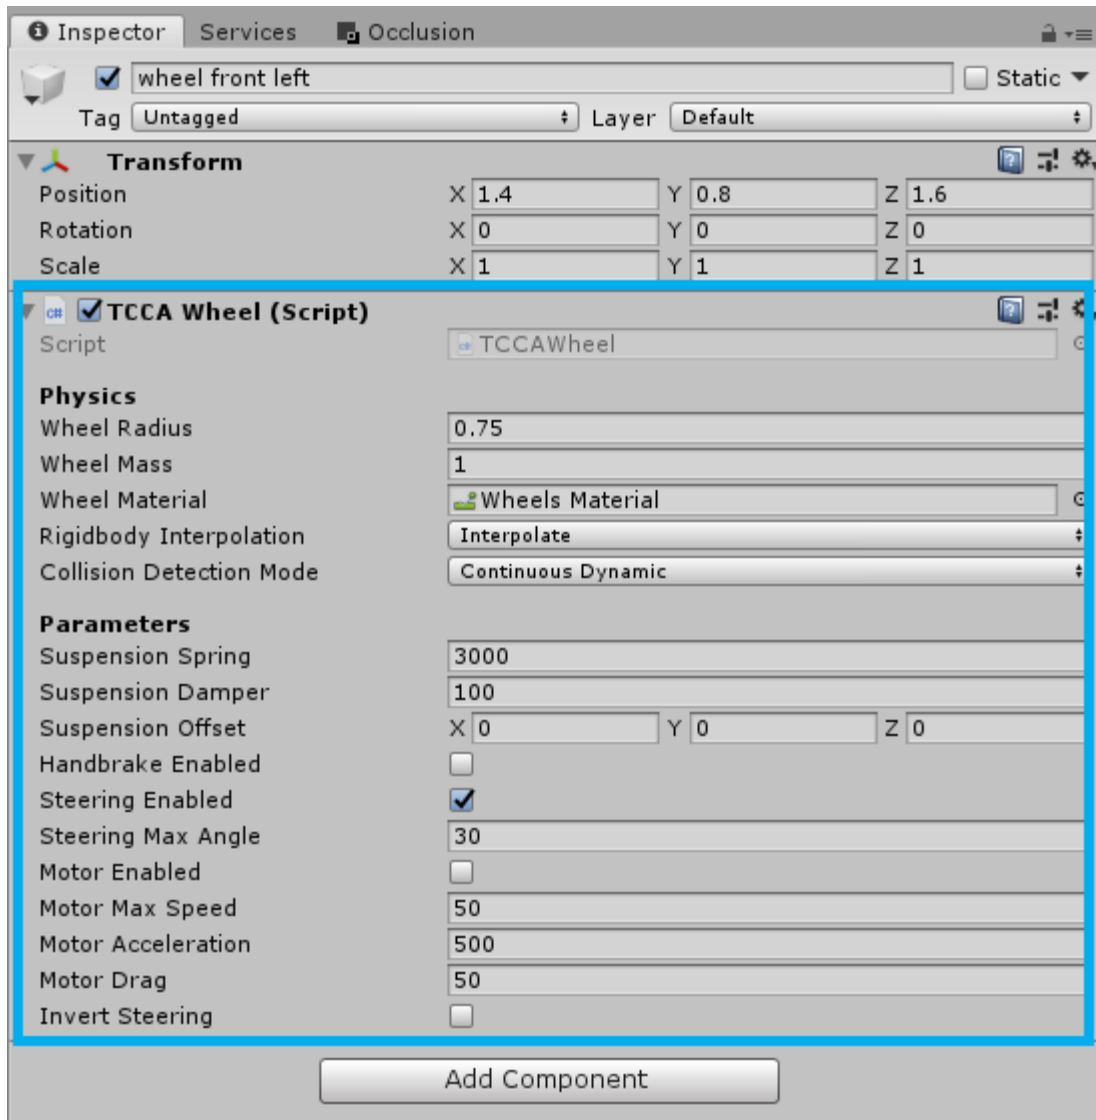 Inspector Services Occlusion
wheel front left Static
Tag Untagged Layer Default
Transform
Position X 1.4 Y 0.8 Z 1.6
Rotation X 0 Y 0 Z 0
Scale X 1 Y 1 Z 1
C# TCCA Wheel (Script)
Script TCCAWheel
Physics
Wheel Radius 0.75
Wheel Mass 1
Wheel Material Wheels Material
Rigidbody Interpolation Interpolate
Collision Detection Mode Continuous Dynamic
Parameters
Suspension Spring 3000
Suspension Damper 100
Suspension Offset X 0 Y 0 Z 0
Handbrake Enabled
Steering Enabled
Steering Max Angle 30
Motor Enabled
Motor Max Speed 50
Motor Acceleration 500
Motor Drag 50
Invert Steering
Add Component